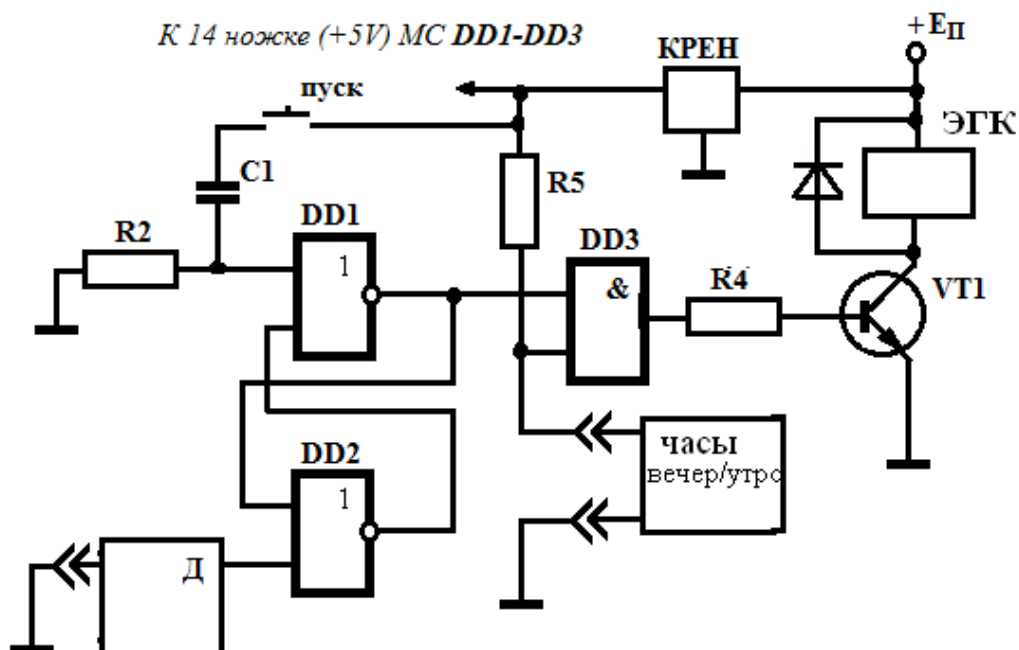 К 14 ножке (+5V) МС DD1-DD3
+ЕП
КРЕН
пуск
ЭГК
C1
R5
R2
DD1
1
DD3
&
R4
VT1
DD2
1
часы
вечер/утро
Д